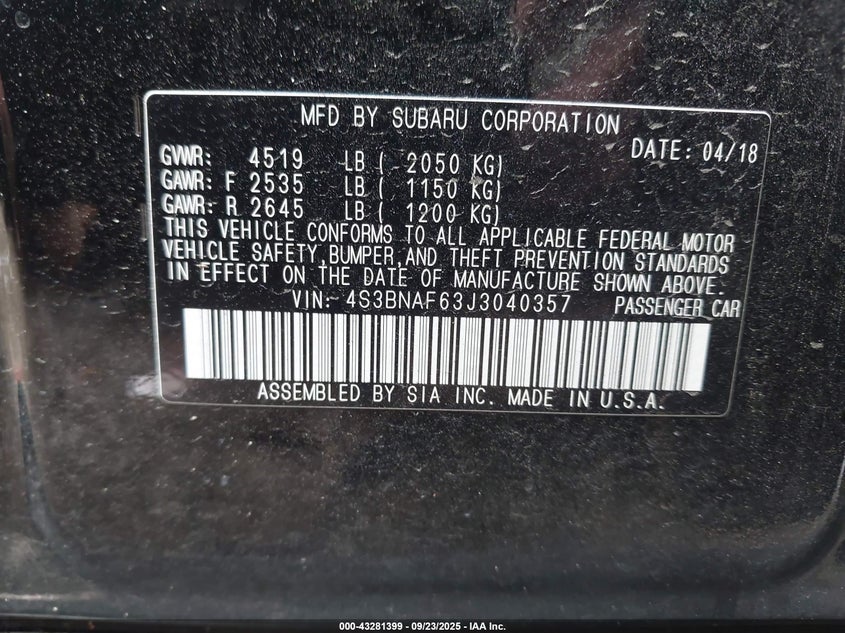 MFD BY SUBARU CORPORATION
DATE: 04/18
GVWR: 4519 LB ( 2050 KG)
GAWR: F 2535 LB ( 1150 KG)
GAWR: R 2645 LB ( 1200 KG)
THIS VEHICLE CONFORMS TO ALL APPLICABLE FEDERAL MOTOR
VEHICLE SAFETY,BUMPER,AND THEFT PREVENTION STANDARDS
IN EFFECT ON THE DATE OF MANUFACTURE SHOWN ABOVE.
VIN: 4S3BNAF63J3040357 PASSENGER CAR
ASSEMBLED BY SIA INC. MADE IN U.S.A.
000-43281399 - 09/23/2025 - IAA Inc.